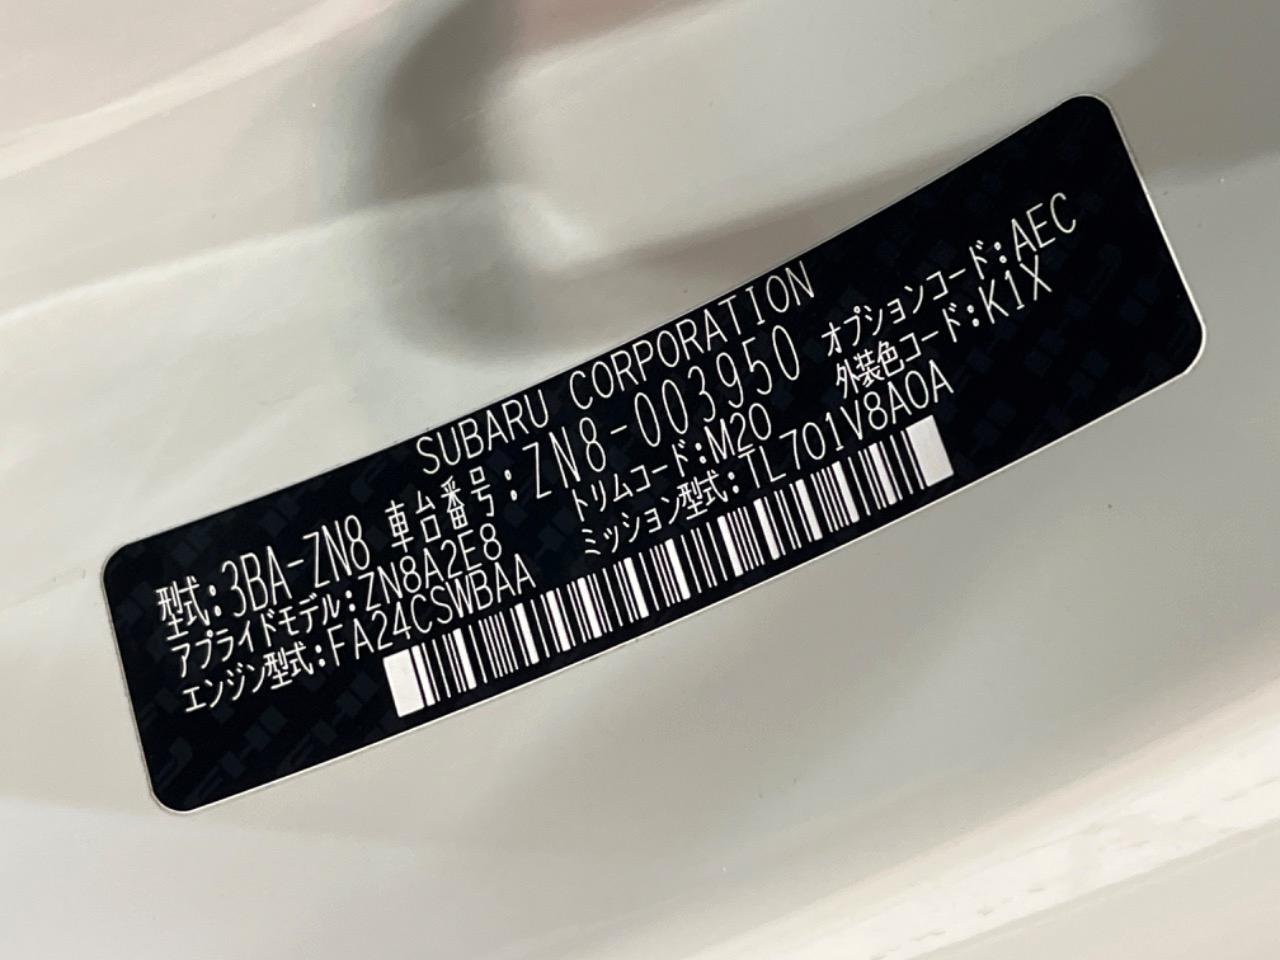 SUBARU CORPORATION
型式:3BA-ZN8 車台番号:ZN8-003950
アプライドモデル:ZN8A2E8 トリムコード:M20 オプションコード:AEC
エンジン型式:FA24CSWBAA ミッション型式:TL701V8A0A 外装色コード:K1X